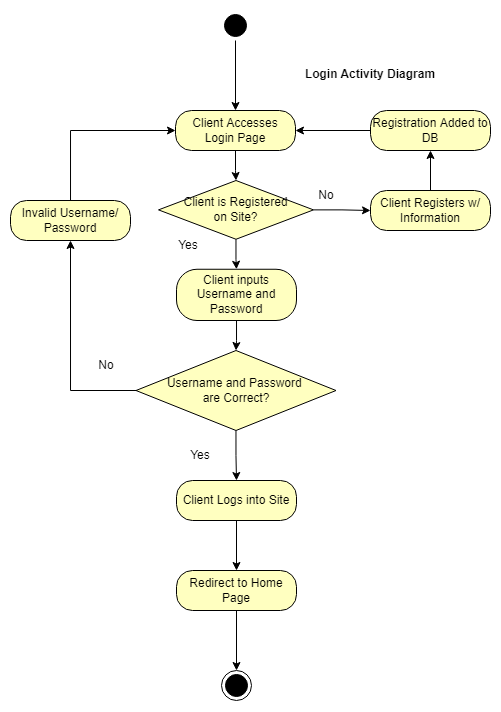 Login Activity Diagram
Client Accesses
Login Page
Registration Added to
DB
Client is Registered
on Site?
No
Client Registers w/
Information
Invalid Username/
Password
Yes
Client inputs
Username and
Password
No
Username and Password
are Correct?
Yes
Client Logs into Site
Redirect to Home
Page